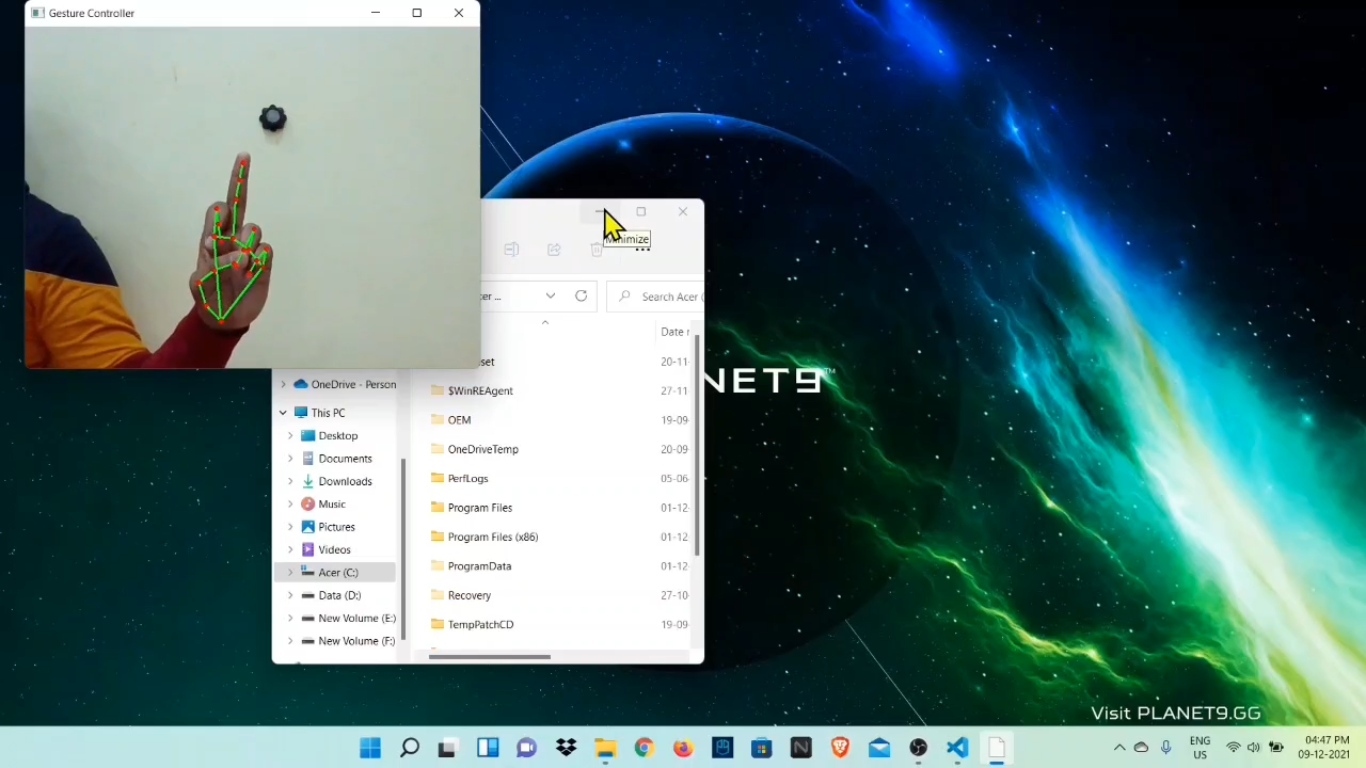 Gesture Controller
Minimize
Search Acer (
Date
20-11
OneDrive - Person
$WinREAgent
27-11
This PC
OEM
19-09
Desktop
OneDriveTemp
20-09
Documents
Downloads
PerfLogs
05-06
Music
Program Files
01-12
Pictures
Program Files (x86)
01-12
Videos
ProgramData
01-12
Acer (C:)
Data (D:)
Recovery
27-10
New Volume (E:)
TempPatchCD
19-09
New Volume (F:)
NET9™
Visit PLANET9.GG
ENG
US
04:47 PM
09-12-2021